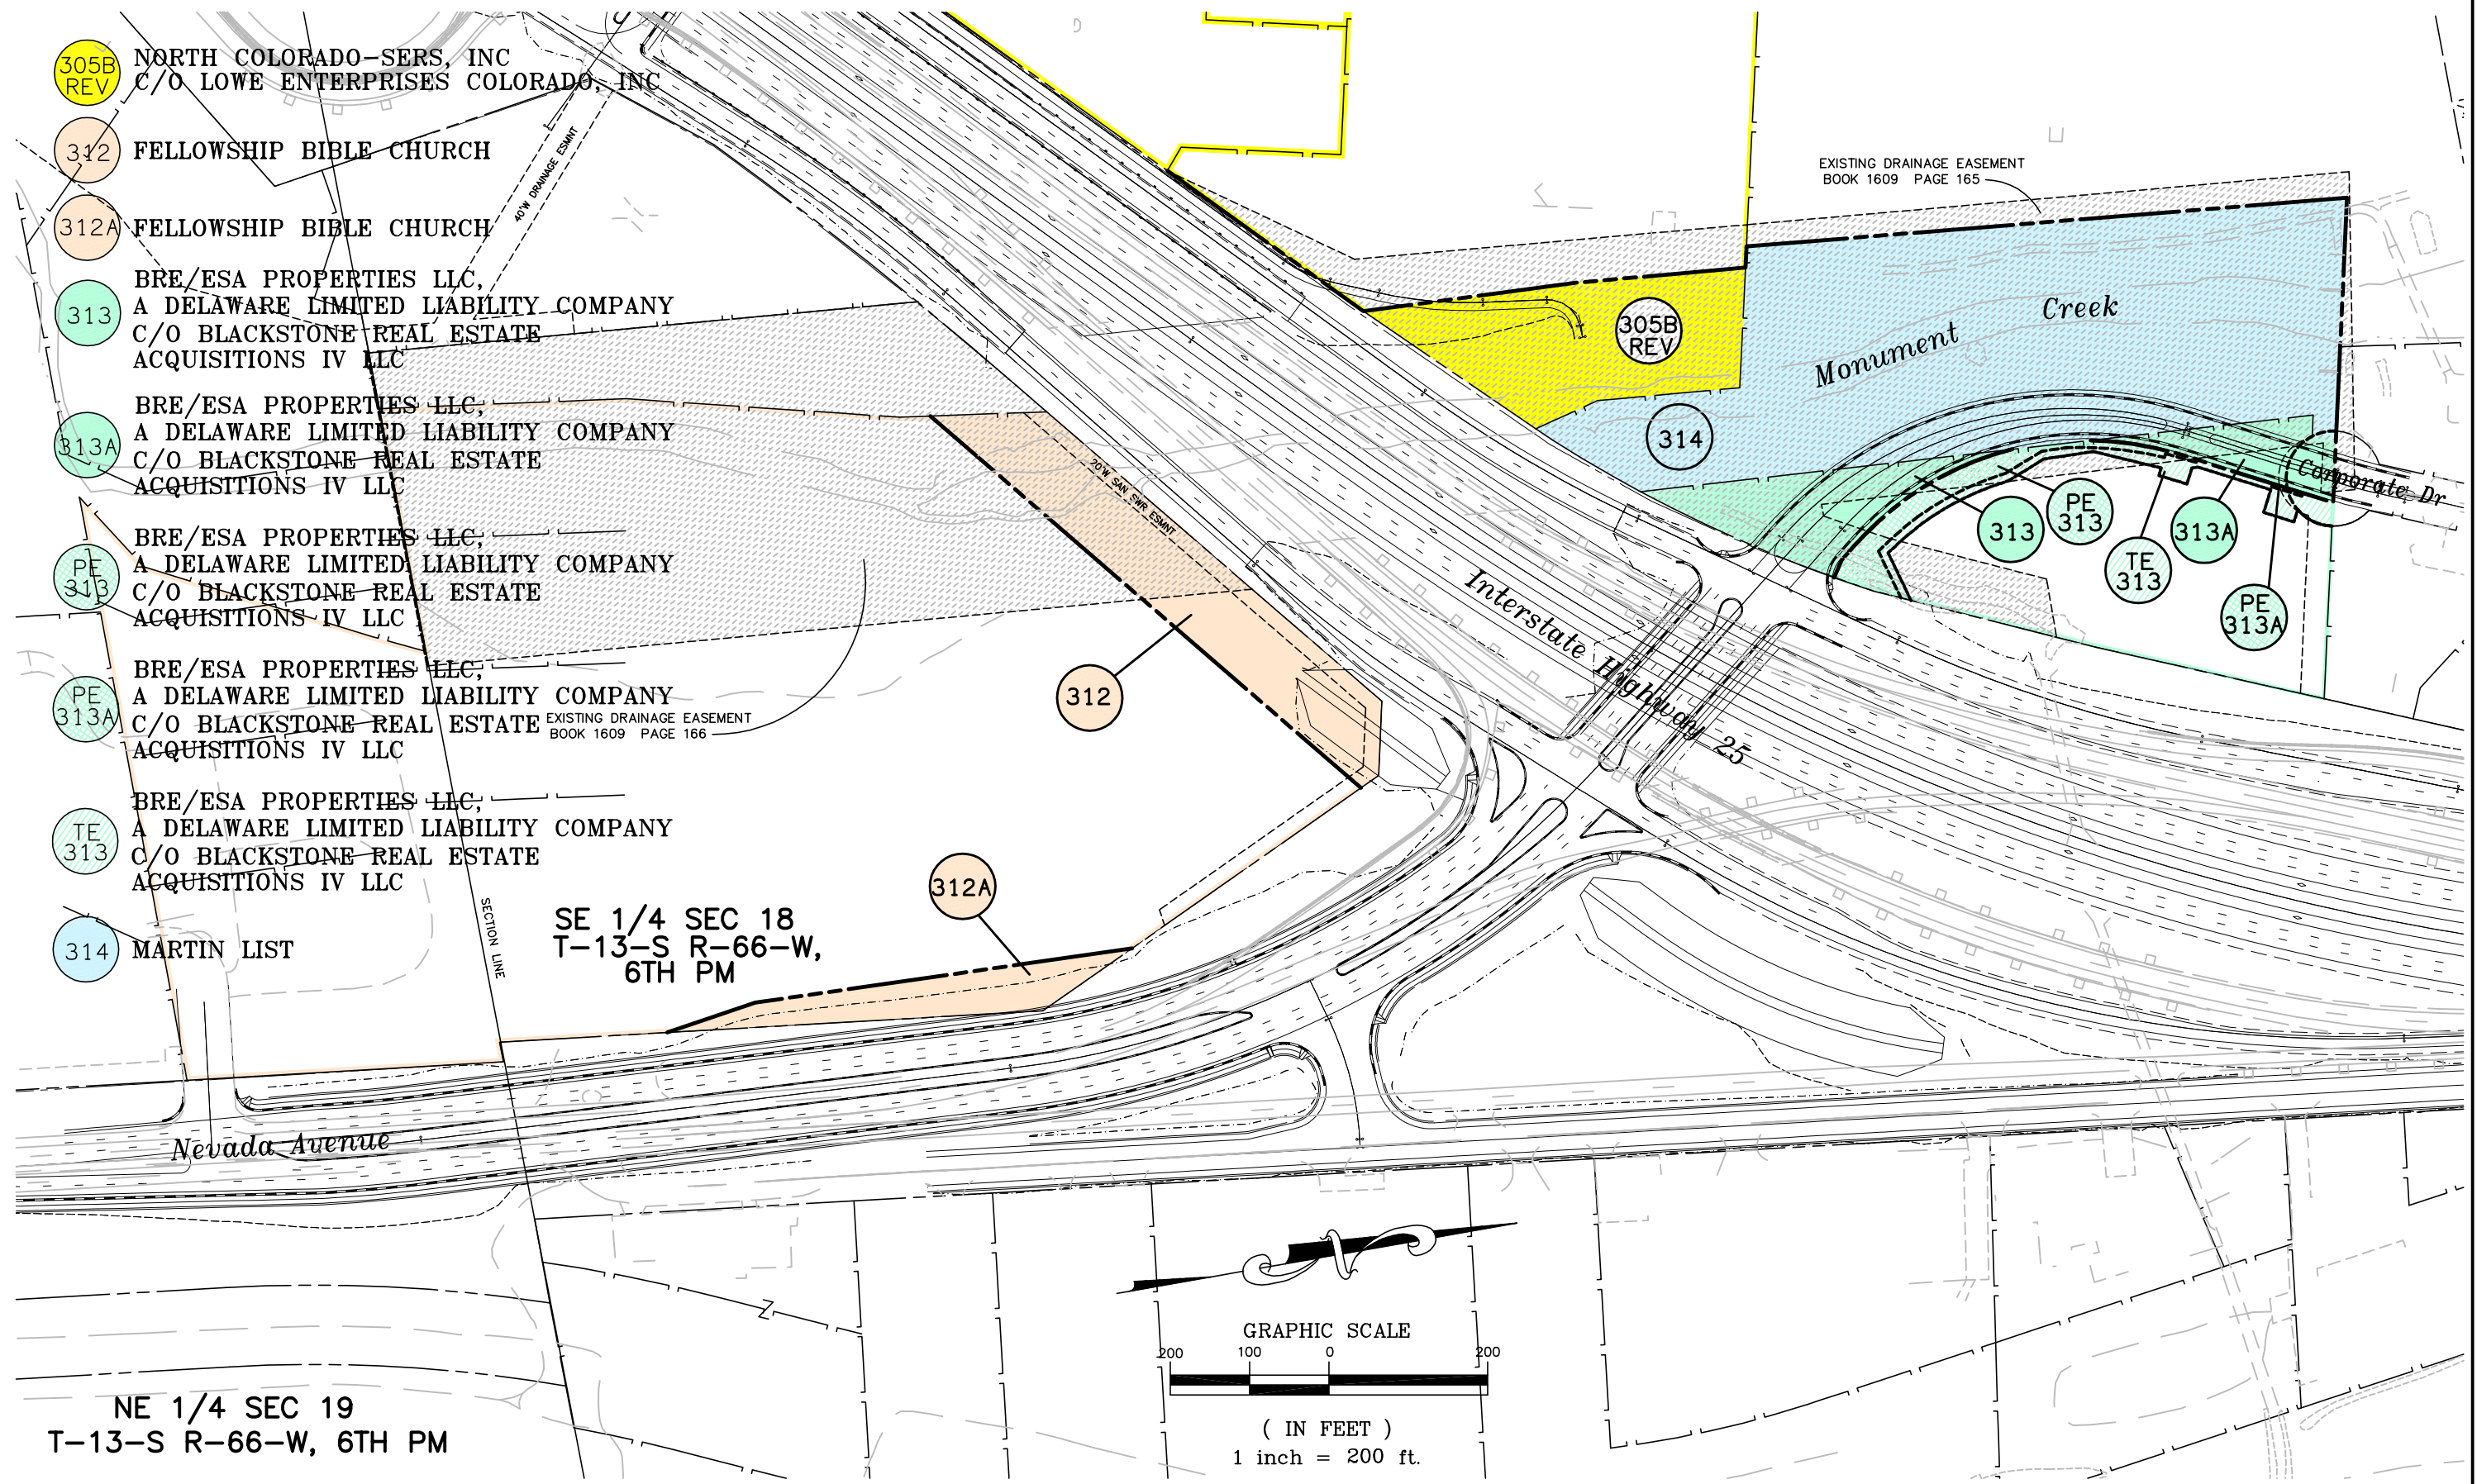 305B
REV
NORTH COLORADO-SERS, INC
C/O LOWE ENTERPRISES COLORADO, INC
312
FELLOWSHIP BIBLE CHURCH
312A
FELLOWSHIP BIBLE CHURCH
313
BRE/ESA PROPERTIES LLC,
A DELAWARE LIMITED LIABILITY COMPANY
C/O BLACKSTONE REAL ESTATE
ACQUISITIONS IV LLC
313A
BRE/ESA PROPERTIES LLC,
A DELAWARE LIMITED LIABILITY COMPANY
C/O BLACKSTONE REAL ESTATE
ACQUISITIONS IV LLC
PE
313
BRE/ESA PROPERTIES LLC,
A DELAWARE LIMITED LIABILITY COMPANY
C/O BLACKSTONE REAL ESTATE
ACQUISITIONS IV LLC
PE
313A
BRE/ESA PROPERTIES LLC,
A DELAWARE LIMITED LIABILITY COMPANY
C/O BLACKSTONE REAL ESTATE
ACQUISITIONS IV LLC
TE
313
BRE/ESA PROPERTIES LLC,
A DELAWARE LIMITED LIABILITY COMPANY
C/O BLACKSTONE REAL ESTATE
ACQUISITIONS IV LLC
314
MARTIN LIST
40'W DRAINAGE ESMNT
EXISTING DRAINAGE EASEMENT
BOOK 1609 PAGE 165
305B
REV
Monument Creek
314
Corporate Dr
313
PE
313
TE
313
313A
PE
313A
20'W SAN SWR ESMNT
Interstate Highway 25
312
EXISTING DRAINAGE EASEMENT
BOOK 1609 PAGE 166
312A
SECTION LINE
SE 1/4 SEC 18
T-13-S R-66-W,
6TH PM
Nevada Avenue
N
GRAPHIC SCALE
200 100 0 200
( IN FEET )
1 inch = 200 ft.
NE 1/4 SEC 19
T-13-S R-66-W, 6TH PM